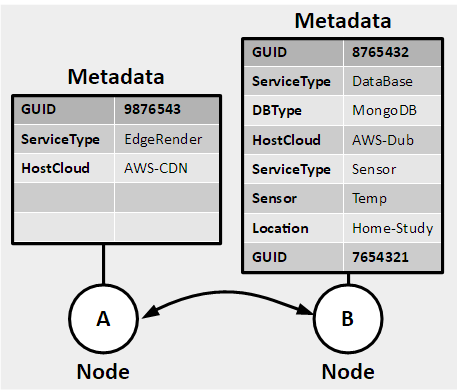 Metadata
GUID 9876543
ServiceType EdgeRender
HostCloud AWS-CDN
Metadata
GUID 8765432
ServiceType DataBase
DBType MongoDB
HostCloud AWS-Dub
ServiceType Sensor
Sensor Temp
Location Home-Study
GUID 7654321
A
B
Node
Node